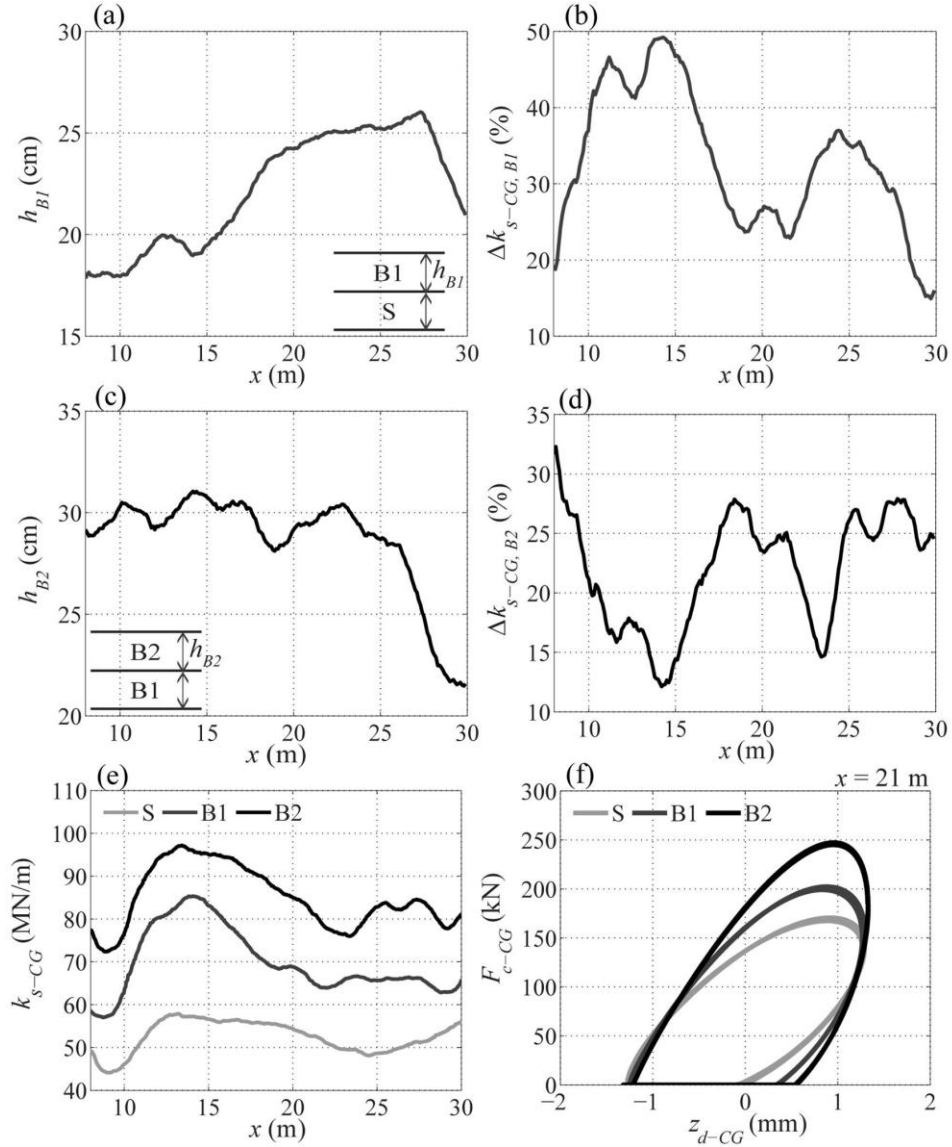 (a)
30
25
20
15
h_B1 (cm)
B1 h_B1
S
10 15 20 25 30
x (m)
(b)
50
40
30
20
10
Δk_s−CG, B1 (%)
10 15 20 25 30
x (m)
(c)
35
30
25
20
h_B2 (cm)
B2 h_B2
B1
10 15 20 25 30
x (m)
(d)
35
30
25
20
15
10
Δk_s−CG, B2 (%)
10 15 20 25 30
x (m)
(e)
110
100
90
80
70
60
50
40
k_s−CG (MN/m)
S B1 B2
10 15 20 25 30
x (m)
(f) x = 21 m
300
250
200
150
100
50
0
F_c−CG (kN)
S B1 B2
−2 −1 0 1 2
z_d−CG (mm)